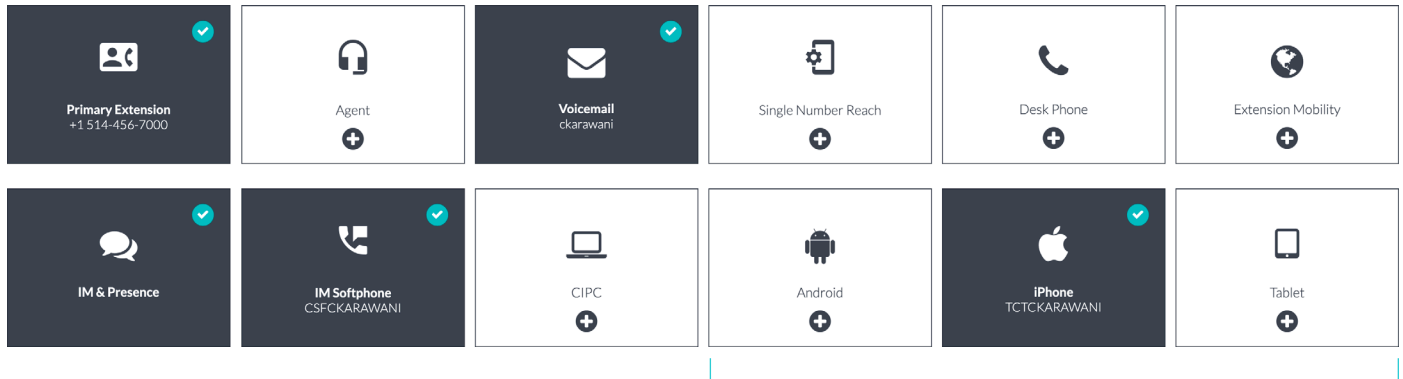 Primary Extension
+1 514-456-7000
Agent
Voicemail
ckarawani
Single Number Reach
Desk Phone
Extension Mobility
IM & Presence
IM Softphone
CSFCKARAWANI
CIPC
Android
iPhone
TCTCKARAWANI
Tablet